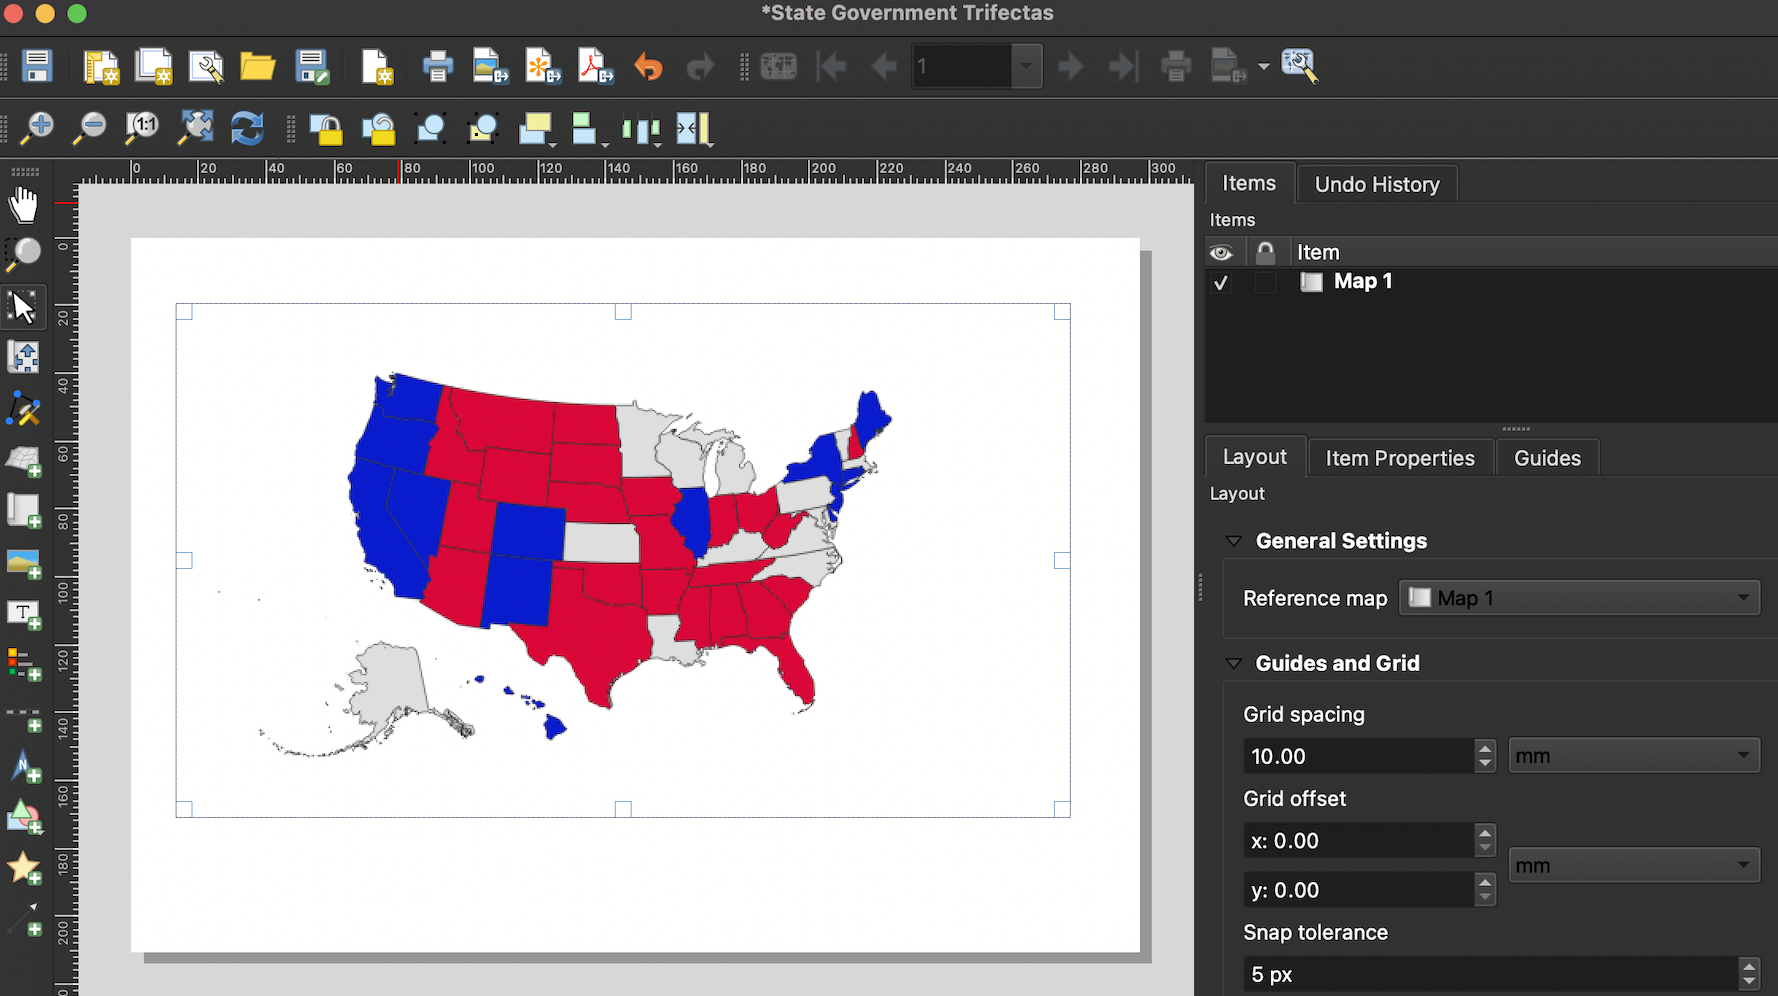 *State Government Trifectas
1
1:1
0 20 40 60 80 100 120 140 160 180 200 220 240 260 280 300
0
20
40
60
80
100
120
140
160
180
200
0
T
N
Items
Undo History
Items
Item
Map 1
Layout
Item Properties
Guides
Layout
General Settings
Reference map
Map 1
Guides and Grid
Grid spacing
10.00
mm
Grid offset
x: 0.00
mm
y: 0.00
Snap tolerance
5 px